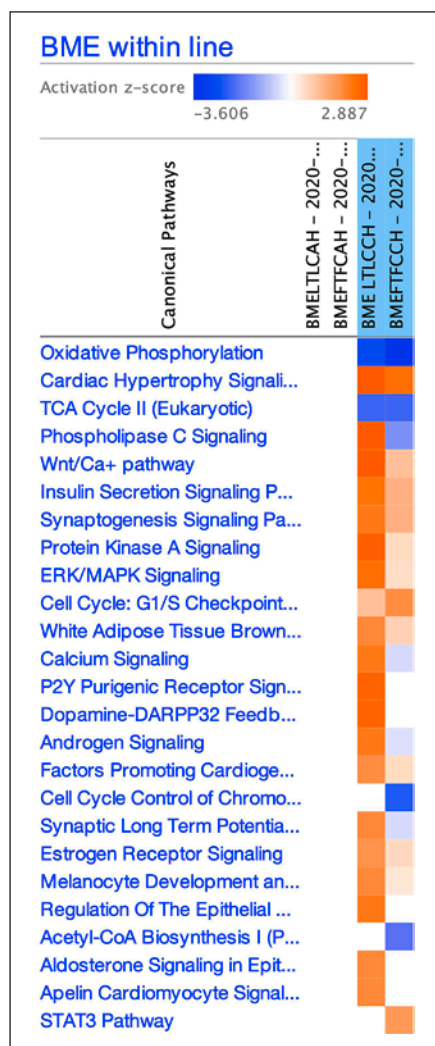 BME within line
Activation z-score
-3.606 2.887
Canonical Pathways
BMELTLCAH - 2020-...
BMEFTFCAH - 2020-...
BME LTLCCH - 2020...
BMEFTFCCH - 2020-...
Oxidative Phosphorylation
Cardiac Hypertrophy Signali...
TCA Cycle II (Eukaryotic)
Phospholipase C Signaling
Wnt/Ca+ pathway
Insulin Secretion Signaling P...
Synaptogenesis Signaling Pa...
Protein Kinase A Signaling
ERK/MAPK Signaling
Cell Cycle: G1/S Checkpoint...
White Adipose Tissue Brown...
Calcium Signaling
P2Y Purigenic Receptor Sign...
Dopamine-DARPP32 Feedb...
Androgen Signaling
Factors Promoting Cardioge...
Cell Cycle Control of Chromo...
Synaptic Long Term Potentia...
Estrogen Receptor Signaling
Melanocyte Development an...
Regulation Of The Epithelial ...
Acetyl-CoA Biosynthesis I (P...
Aldosterone Signaling in Epit...
Apelin Cardiomyocyte Signal...
STAT3 Pathway